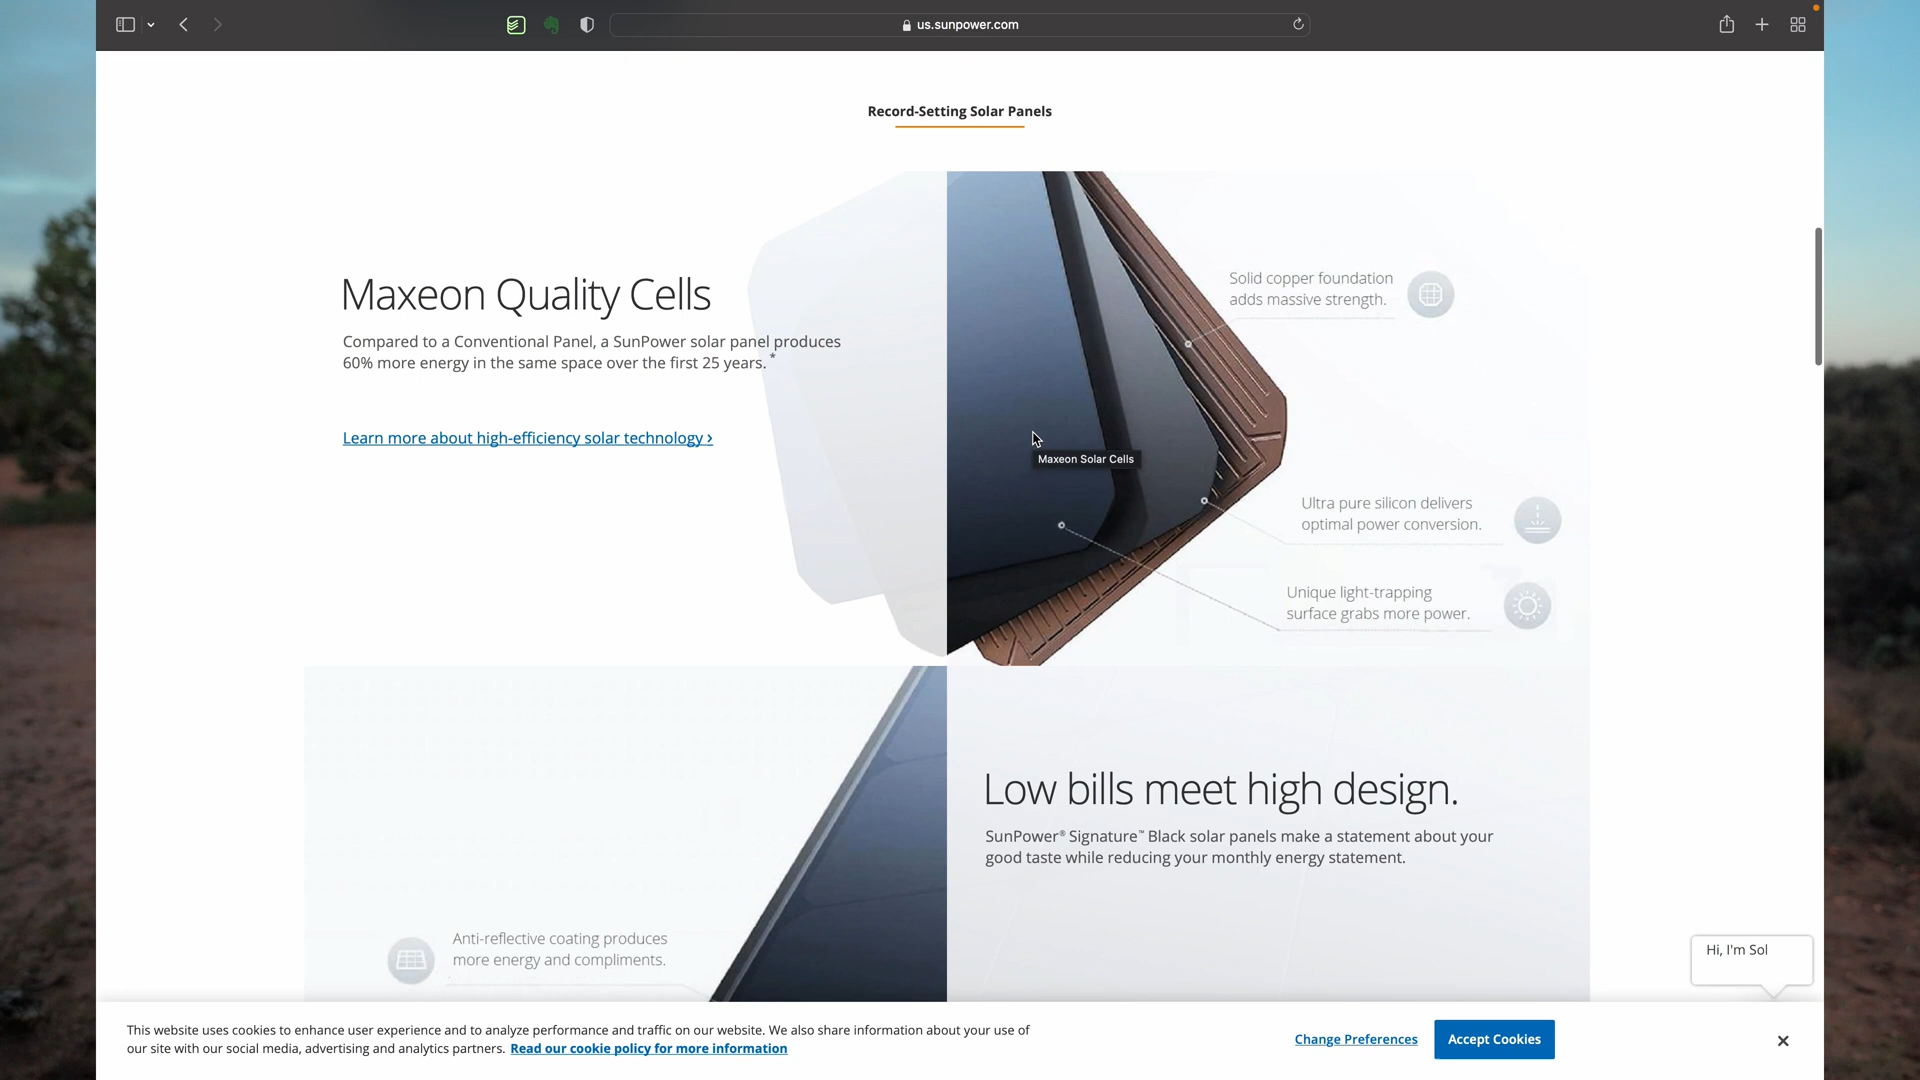 us.sunpower.com
Record-Setting Solar Panels
Maxeon Quality Cells
Compared to a Conventional Panel, a SunPower solar panel produces
60% more energy in the same space over the first 25 years. *
Learn more about high-efficiency solar technology ›
Solid copper foundation
adds massive strength.
Maxeon Solar Cells
Ultra pure silicon delivers
optimal power conversion.
Unique light-trapping
surface grabs more power.
Low bills meet high design.
SunPower® Signature™ Black solar panels make a statement about your
good taste while reducing your monthly energy statement.
Anti-reflective coating produces
more energy and compliments.
Hi, I'm Sol
This website uses cookies to enhance user experience and to analyze performance and traffic on our website. We also share information about your use of
our site with our social media, advertising and analytics partners. Read our cookie policy for more information
Change Preferences
Accept Cookies